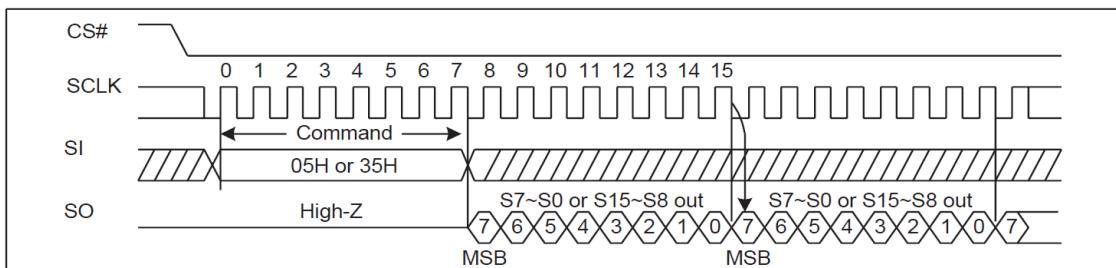 CS#
0 1 2 3 4 5 6 7 8 9 10 11 12 13 14 15
SCLK
Command
SI
05H or 35H
S7~S0 or S15~S8 out S7~S0 or S15~S8 out
SO High-Z
7 6 5 4 3 2 1 0 7 6 5 4 3 2 1 0 7
MSB MSB